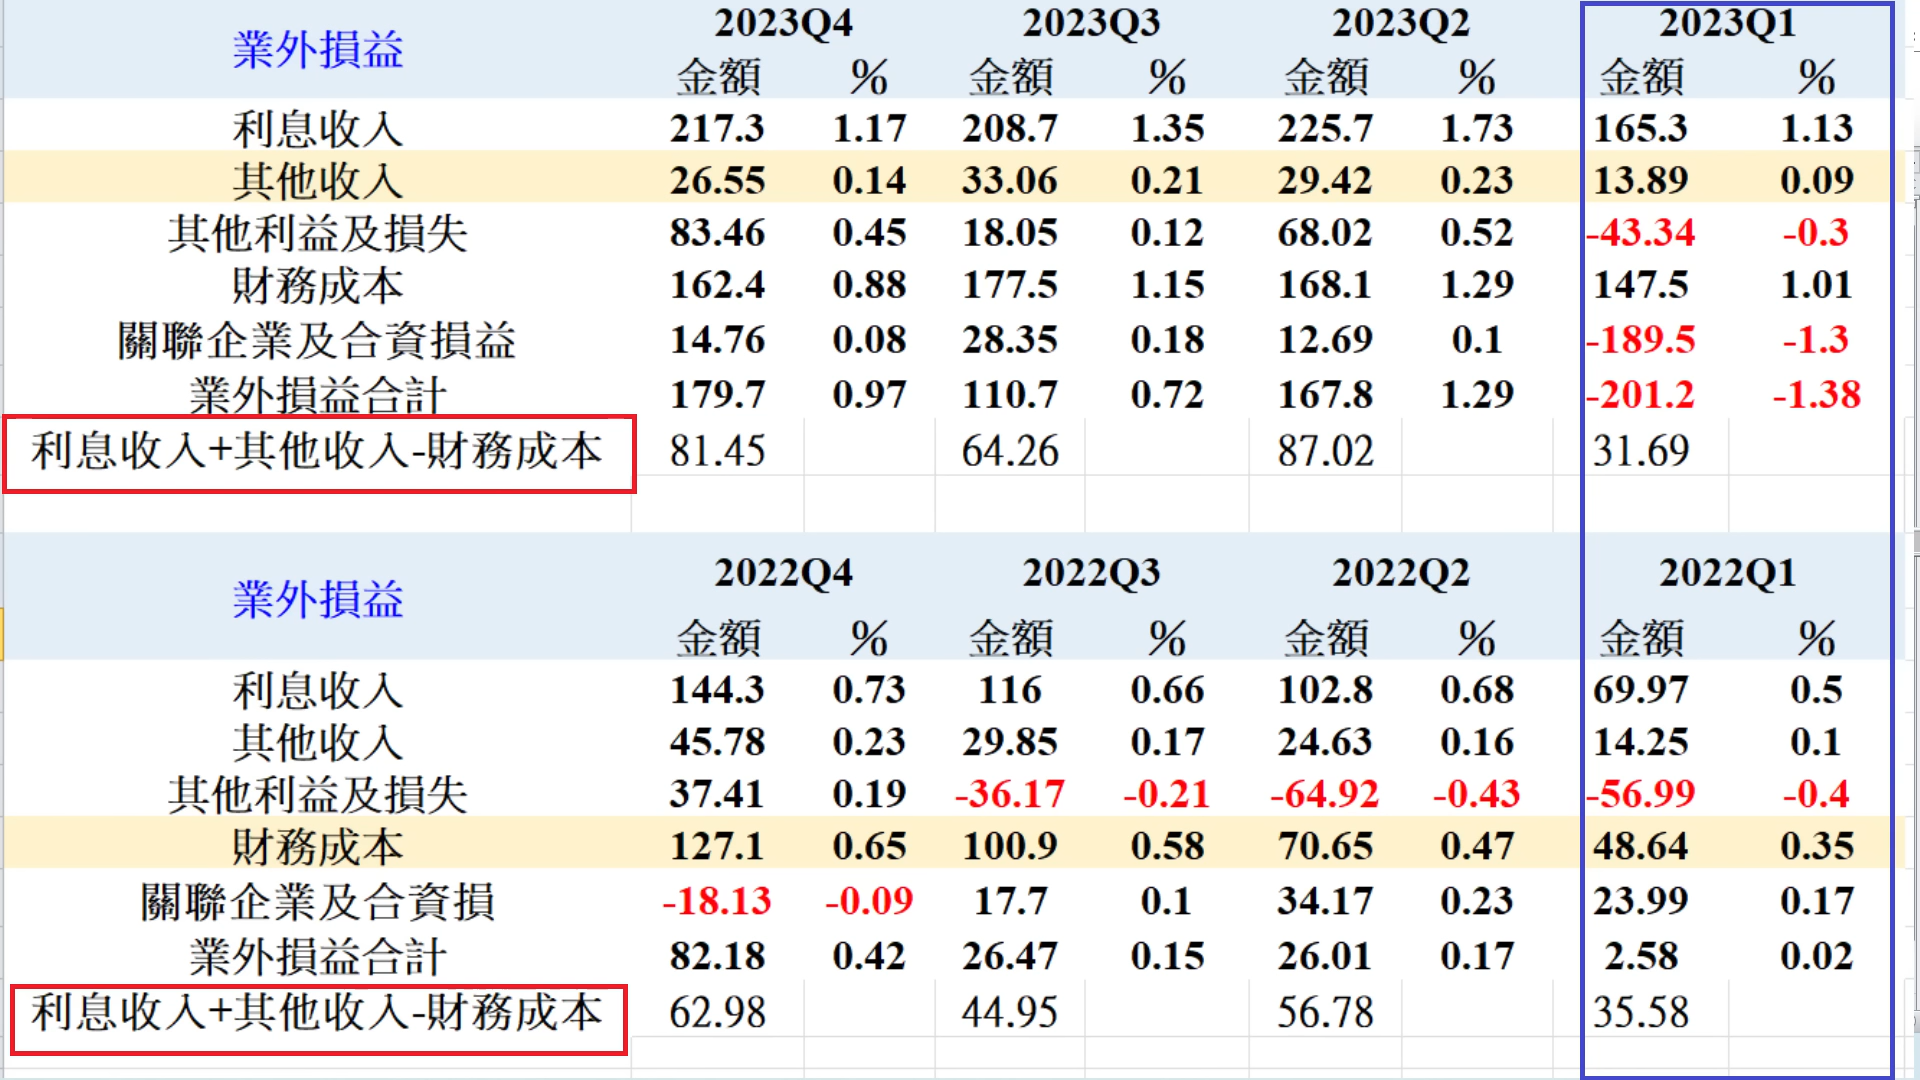 業外損益 2023Q4 2023Q3 2023Q2 2023Q1
金額 % 金額 % 金額 % 金額 %
利息收入 217.3 1.17 208.7 1.35 225.7 1.73 165.3 1.13
其他收入 26.55 0.14 33.06 0.21 29.42 0.23 13.89 0.09
其他利益及損失 83.46 0.45 18.05 0.12 68.02 0.52 -43.34 -0.3
財務成本 162.4 0.88 177.5 1.15 168.1 1.29 147.5 1.01
關聯企業及合資損益 14.76 0.08 28.35 0.18 12.69 0.1 -189.5 -1.3
業外損益合計 179.7 0.97 110.7 0.72 167.8 1.29 -201.2 -1.38
利息收入+其他收入-財務成本 81.45 64.26 87.02 31.69
業外損益 2022Q4 2022Q3 2022Q2 2022Q1
金額 % 金額 % 金額 % 金額 %
利息收入 144.3 0.73 116 0.66 102.8 0.68 69.97 0.5
其他收入 45.78 0.23 29.85 0.17 24.63 0.16 14.25 0.1
其他利益及損失 37.41 0.19 -36.17 -0.21 -64.92 -0.43 -56.99 -0.4
財務成本 127.1 0.65 100.9 0.58 70.65 0.47 48.64 0.35
關聯企業及合資損 -18.13 -0.09 17.7 0.1 34.17 0.23 23.99 0.17
業外損益合計 82.18 0.42 26.47 0.15 26.01 0.17 2.58 0.02
利息收入+其他收入-財務成本 62.98 44.95 56.78 35.58